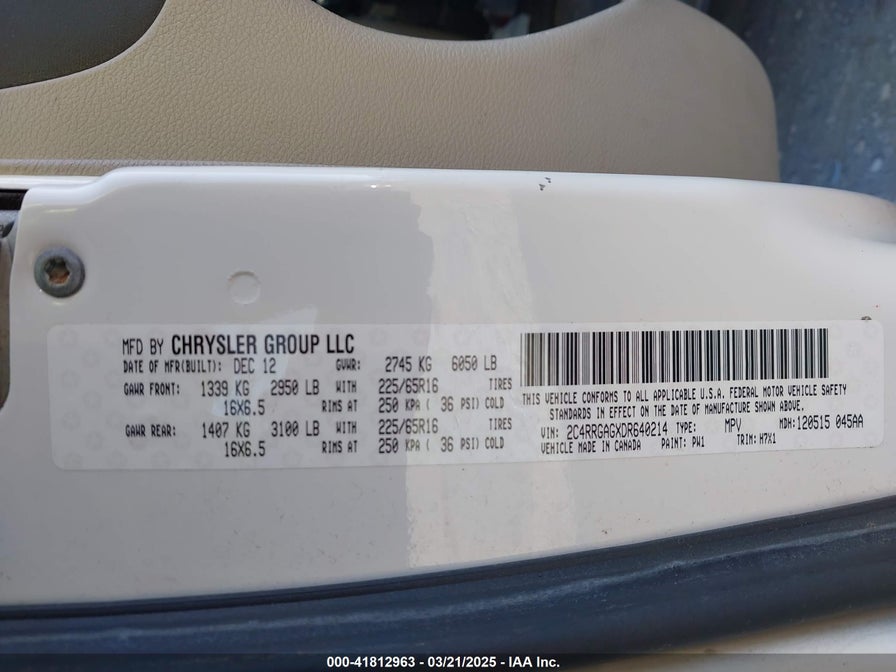 MFD BY CHRYSLER GROUP LLC
DATE OF MFR(BUILT): DEC 12 GVWR: 2745 KG 6050 LB
GAWR FRONT: 1339 KG 2950 LB WITH 225/65R16 TIRES
16X6.5 RIMS AT 250 KPA ( 36 PSI) COLD
GAWR REAR: 1407 KG 3100 LB WITH 225/65R16 TIRES
16X6.5 RIMS AT 250 KPA ( 36 PSI) COLD
THIS VEHICLE CONFORMS TO ALL APPLICABLE U.S.A. FEDERAL MOTOR VEHICLE SAFETY
STANDARDS IN EFFECT ON THE DATE OF MANUFACTURE SHOWN ABOVE.
VIN: 2C4RRGAGXDR640214 TYPE: MPV MDH: 120515 045AA
VEHICLE MADE IN CANADA PAINT: PW1 TRIM: H7X1
000-41812963 - 03/21/2025 - IAA Inc.